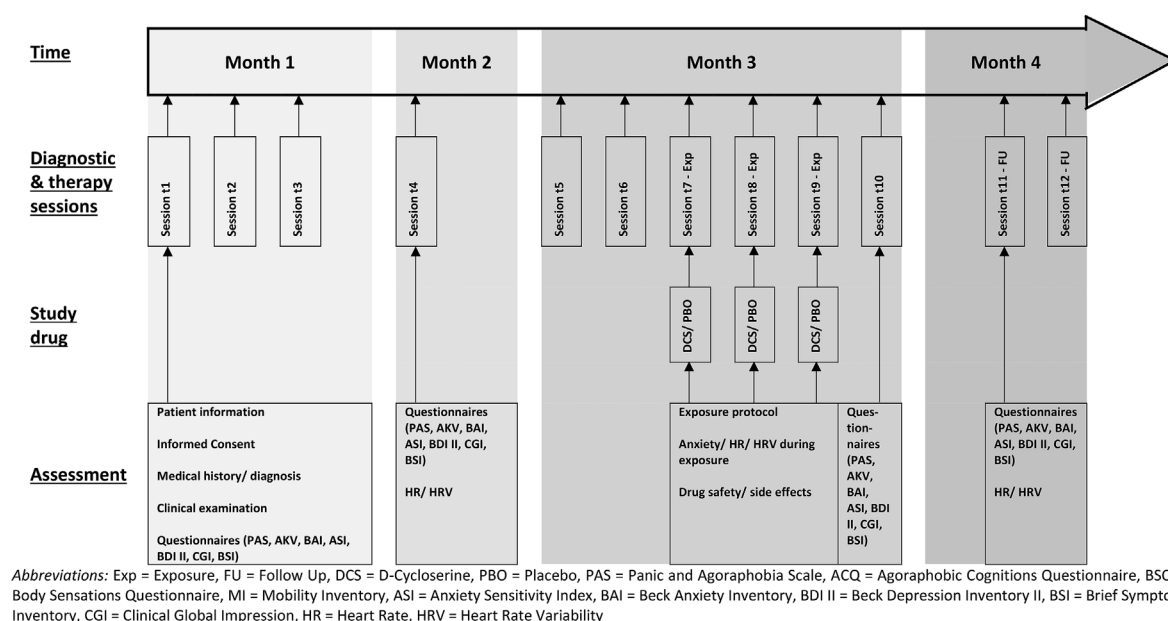 Time
Month 1
Month 2
Month 3
Month 4
Diagnostic
& therapy
sessions
Session t1
Session t2
Session t3
Session t4
Session t5
Session t6
Session t7 - Exp
Session t8 - Exp
Session t9 - Exp
Session t10
Session t11 - FU
Session t12 - FU
Study
drug
DCS/ PBO
DCS/ PBO
DCS/ PBO
Assessment
Patient information
Informed Consent
Medical history/ diagnosis
Clinical examination
Questionnaires (PAS, AKV, BAI, ASI,
BDI II, CGI, BSI)
Questionnaires
(PAS, AKV, BAI,
ASI, BDI II, CGI,
BSI)
HR/ HRV
Exposure protocol
Anxiety/ HR/ HRV during
exposure
Drug safety/ side effects
Ques-
tion-
naires
(PAS,
AKV,
BAI,
ASI, BDI
II, CGI,
BSI)
Questionnaires
(PAS, AKV, BAI,
ASI, BDI II, CGI,
BSI)
HR/ HRV
Abbreviations: Exp = Exposure, FU = Follow Up, DCS = D-Cycloserine, PBO = Placebo, PAS = Panic and Agoraphobia Scale, ACQ = Agoraphobic Cognitions Questionnaire,
Body Sensations Questionnaire, MI = Mobility Inventory, ASI = Anxiety Sensitivity Index, BAI = Beck Anxiety Inventory, BDI II = Beck Depression Inventory II, BSI = Brief
Inventory, CGI = Clinical Global Impression, HR = Heart Rate, HRV = Heart Rate Variability